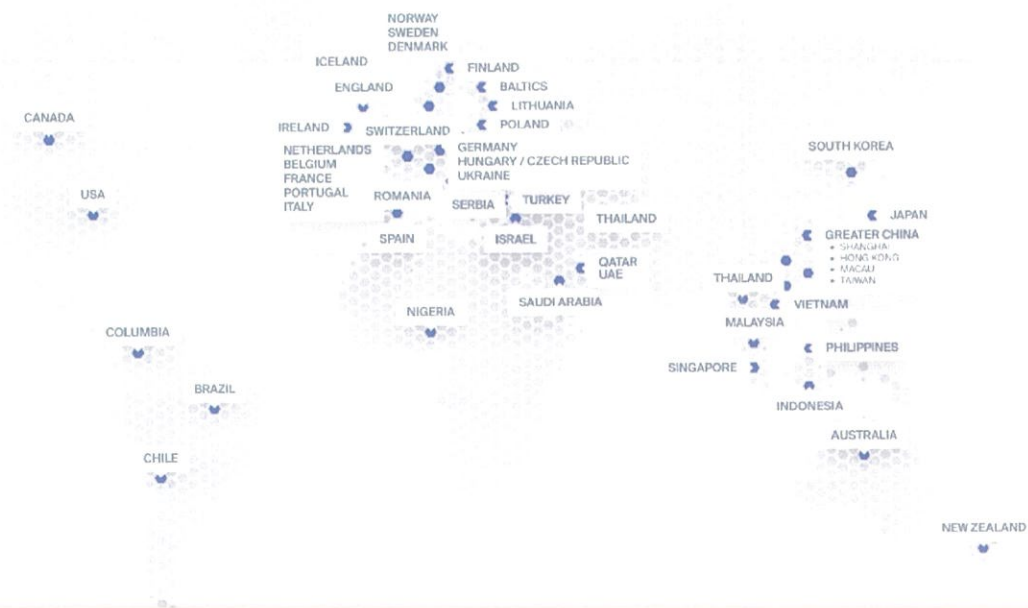 NORWAY
SWEDEN
DENMARK
ICELAND
FINLAND
ENGLAND
BALTICS
LITHUANIA
CANADA
IRELAND
SWITZERLAND
POLAND
NETHERLANDS
BELGIUM
FRANCE
PORTUGAL
ITALY
GERMANY
HUNGARY / CZECH REPUBLIC
UKRAINE
SOUTH KOREA
USA
ROMANIA
SERBIA
TURKEY
THAILAND
JAPAN
SPAIN
ISRAEL
GREATER CHINA
• SHANGHAI
• HONG KONG
• MACAU
• TAIWAN
QATAR
UAE
THAILAND
SAUDI ARABIA
VIETNAM
NIGERIA
MALAYSIA
COLUMBIA
PHILIPPINES
SINGAPORE
BRAZIL
INDONESIA
AUSTRALIA
CHILE
NEW ZEALAND